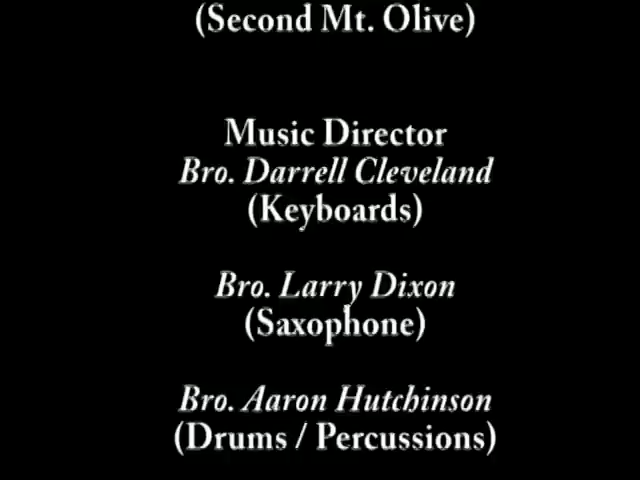 (Second Mt. Olive)
Music Director
Bro. Darrell Cleveland
(Keyboards)
Bro. Larry Dixon
(Saxophone)
Bro. Aaron Hutchinson
(Drums / Percussions)